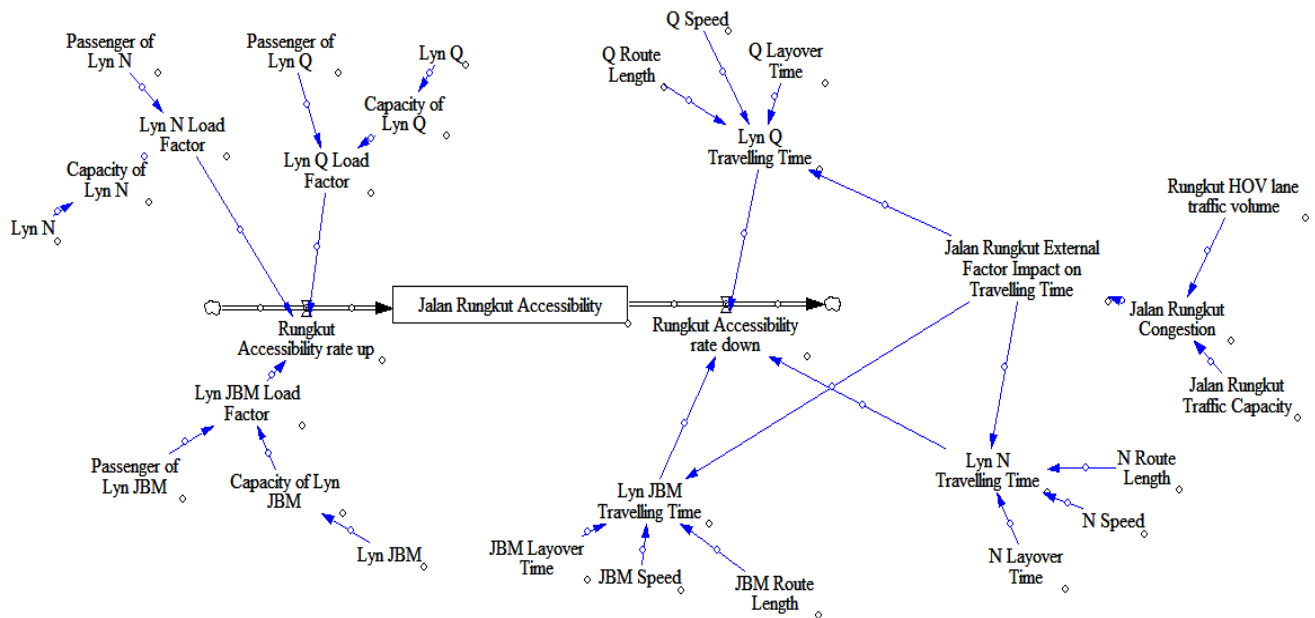 Passenger of
Lyn N
Passenger of
Lyn Q
Lyn Q
Q Speed
Q Route
Length
Q Layover
Time
Capacity of
Lyn Q
Lyn N Load
Factor
Lyn Q Load
Factor
Lyn Q
Travelling Time
Capacity of
Lyn N
Lyn N
Rungkut HOV lane
traffic volume
Jalan Rungkut External
Factor Impact on
Travelling Time
Jalan Rungkut Accessibility
Rungkut
Accessibility rate up
Rungkut Accessibility
rate down
Jalan Rungkut
Congestion
Jalan Rungkut
Traffic Capacity
Lyn JBM Load
Factor
Passenger of
Lyn JBM
Capacity of Lyn
JBM
Lyn JBM
Lyn JBM
Travelling Time
JBM Layover
Time
JBM Speed
JBM Route
Length
Lyn N
Travelling Time
N Route
Length
N Speed
N Layover
Time